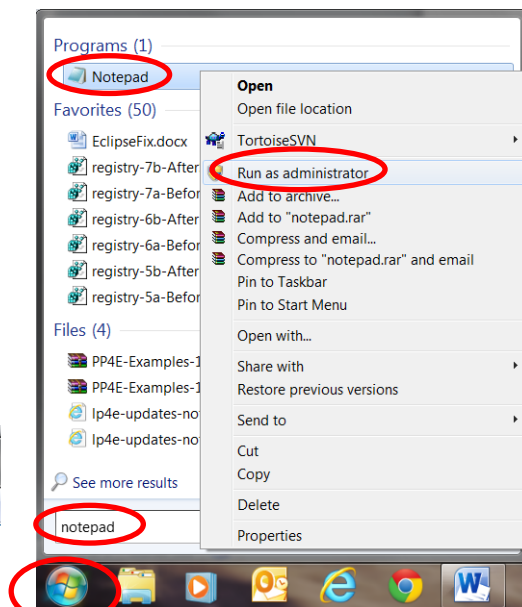 Programs (1)
Notepad
Favorites (50)
EclipseFix.docx
registry-7b-After
registry-7a-Befor
registry-6b-After
registry-6a-Befor
registry-5b-After
registry-5a-Befor
Files (4)
PP4E-Examples-1
PP4E-Examples-1
lp4e-updates-no
lp4e-updates-no
See more results
notepad
Open
Open file location
TortoiseSVN
Run as administrator
Add to archive...
Add to "notepad.rar"
Compress and email...
Compress to "notepad.rar" and email
Pin to Taskbar
Pin to Start Menu
Open with...
Share with
Restore previous versions
Send to
Cut
Copy
Delete
Properties